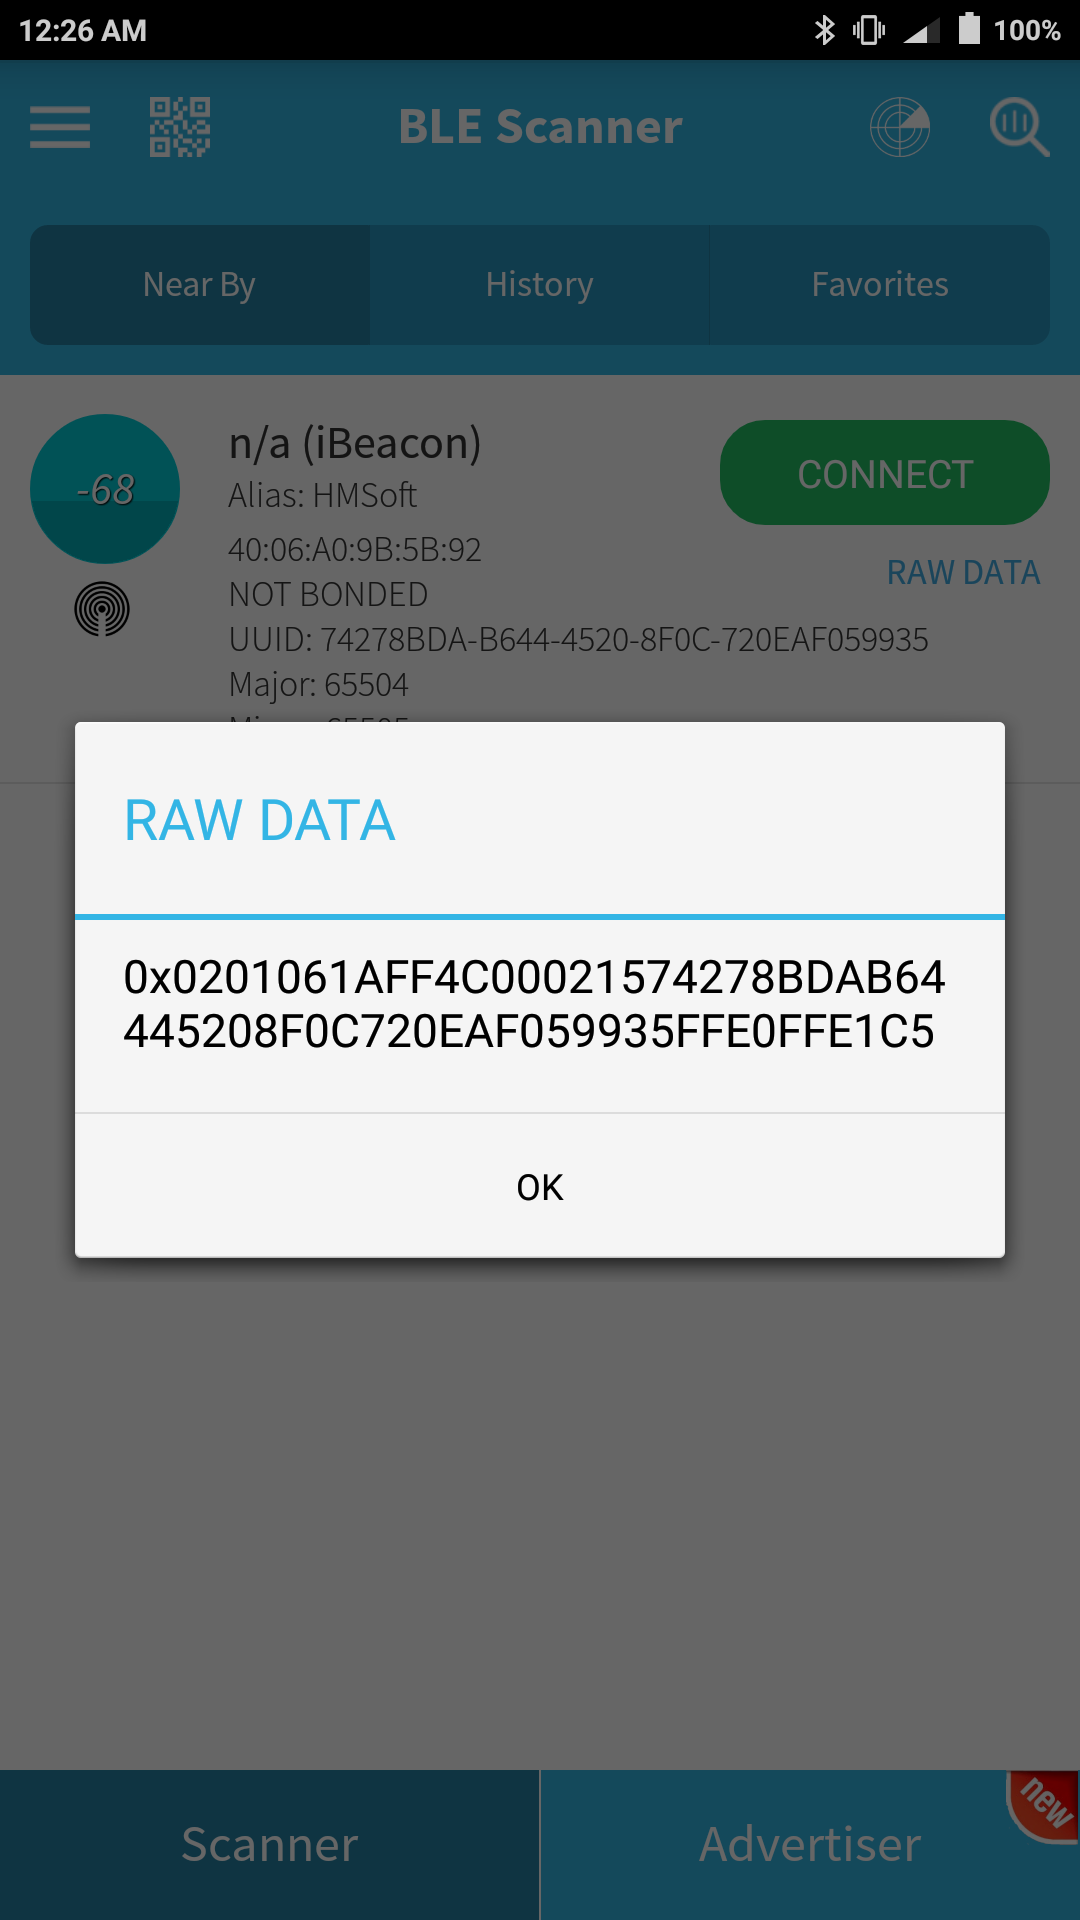 12:26 AM
100%
BLE Scanner
Near By
History
Favorites
-68
n/a (iBeacon)
Alias: HMSoft
CONNECT
40:06:A0:9B:5B:92
RAW DATA
NOT BONDED
UUID: 74278BDA-B644-4520-8F0C-720EAF059935
Major: 65504
RAW DATA
0x0201061AFF4C00021574278BDAB64
445208F0C720EAF059935FFE0FFE1C5
OK
Scanner
Advertiser
new